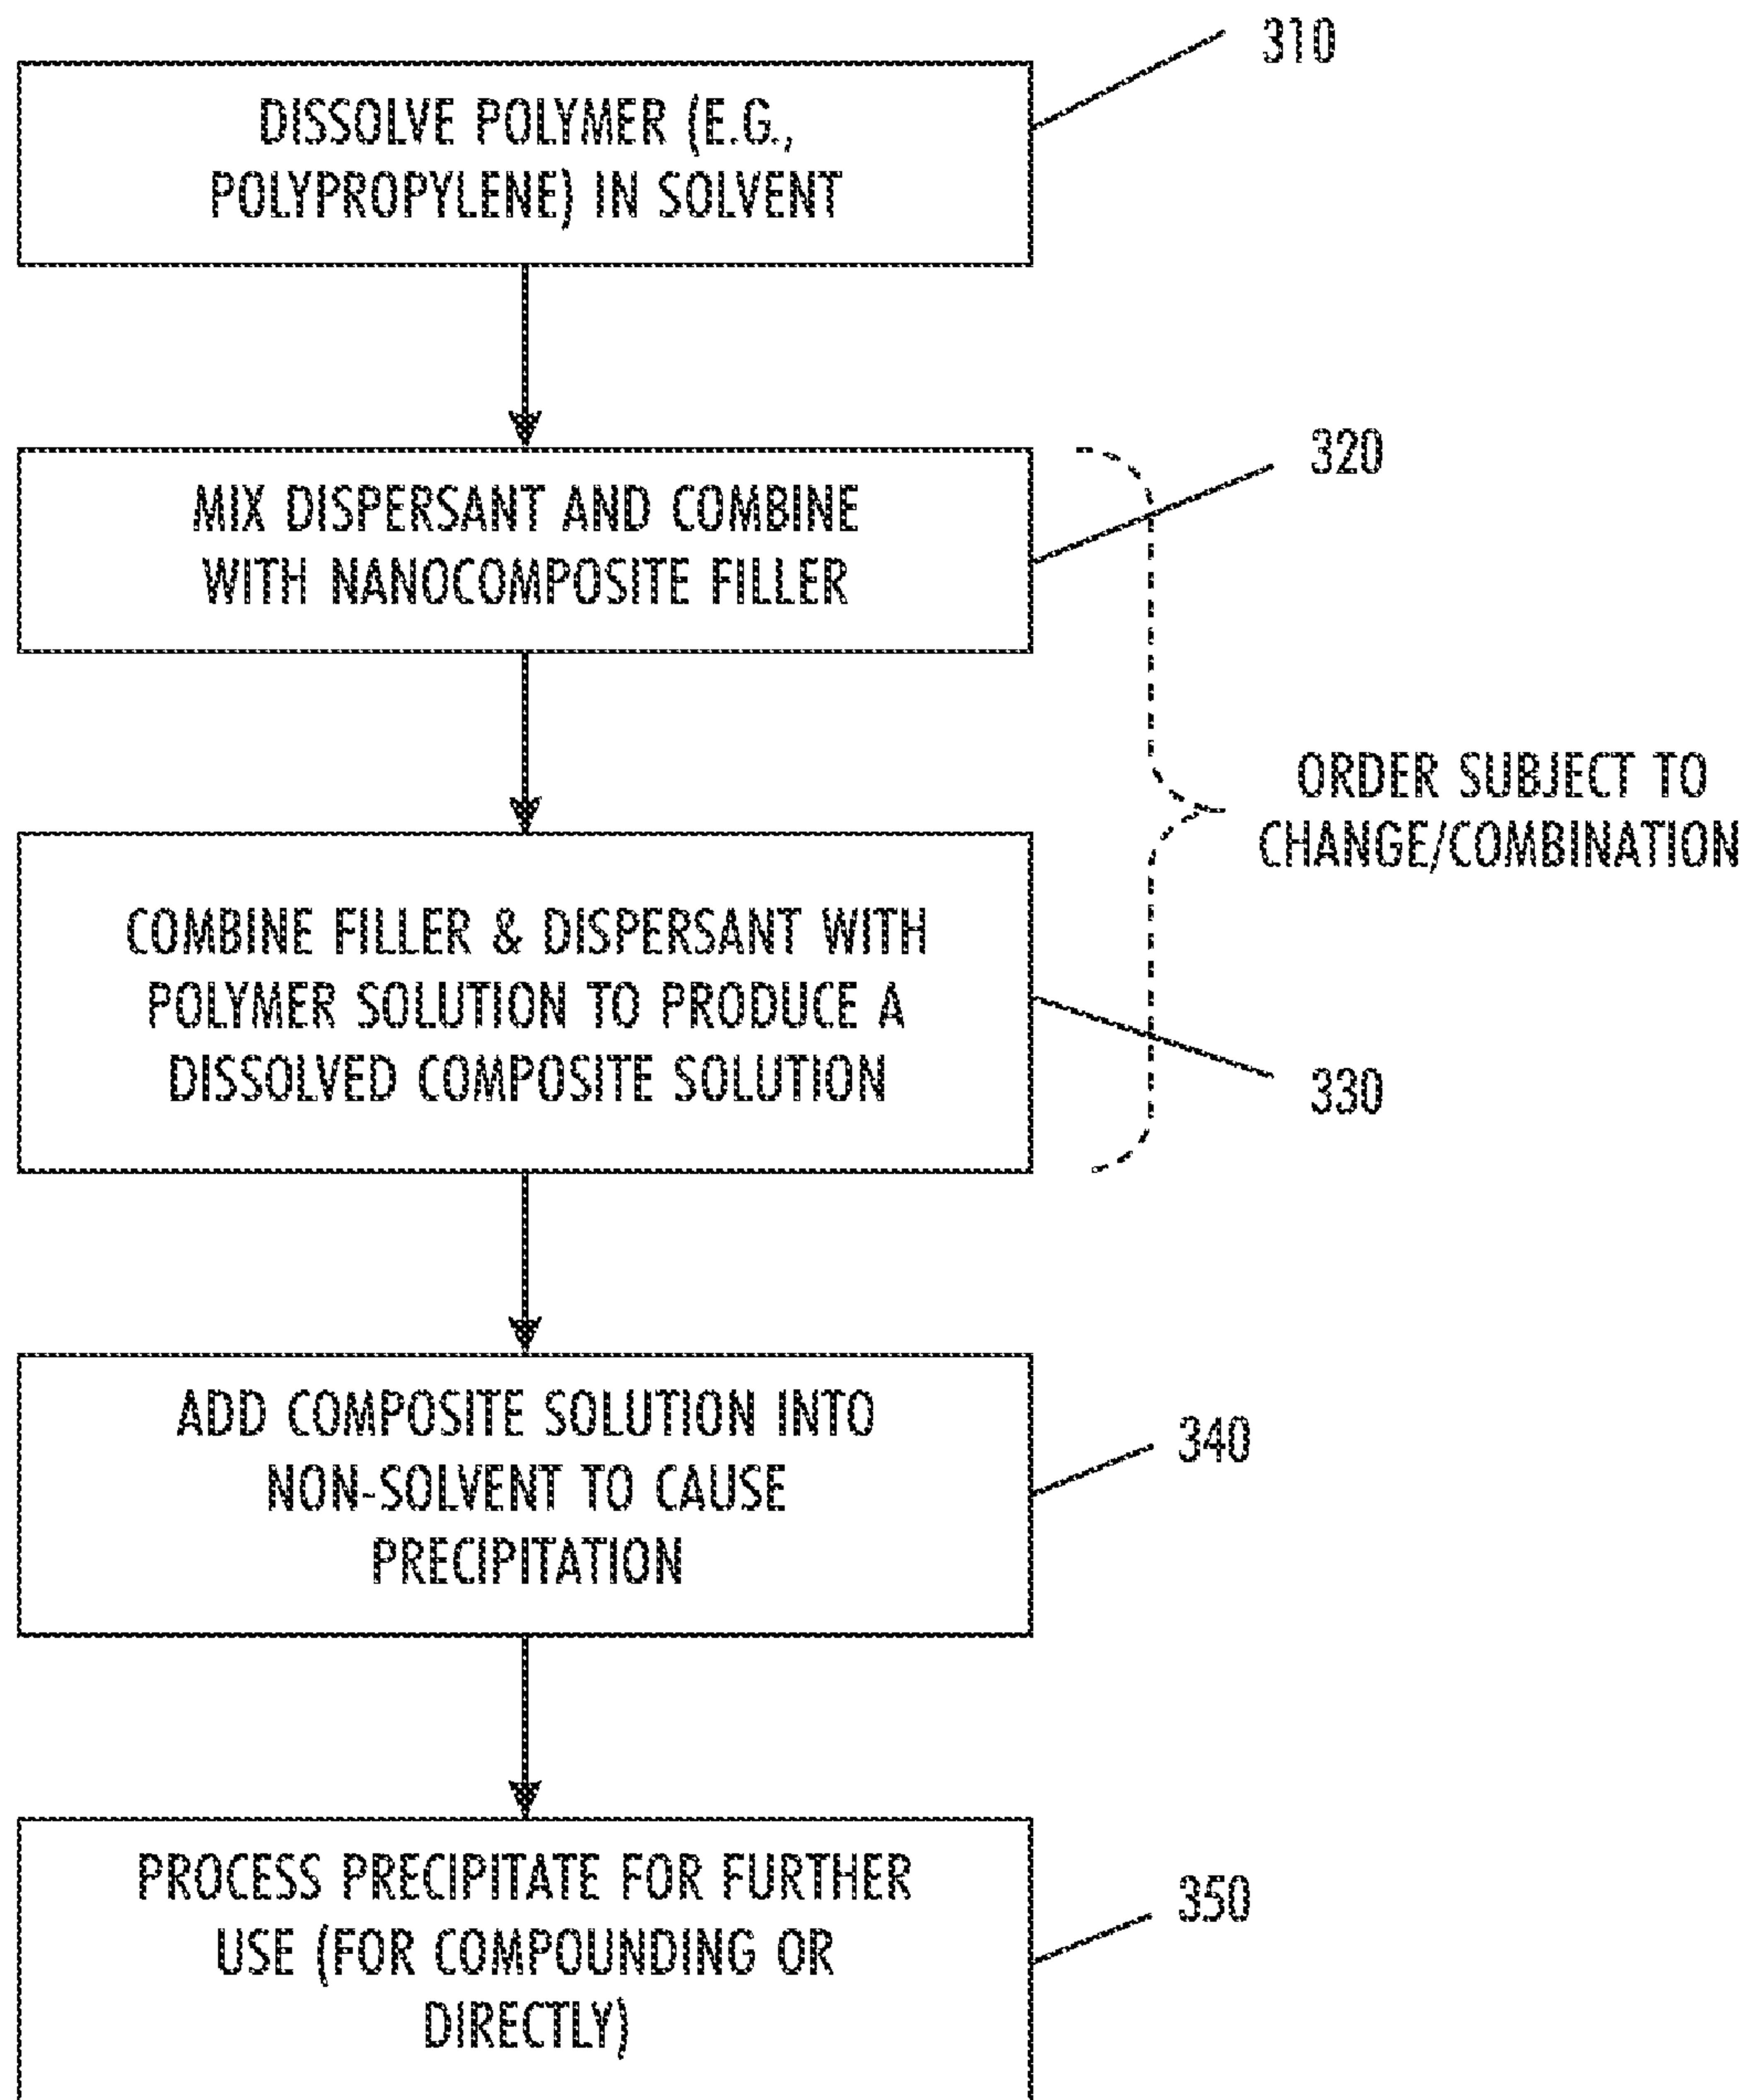 310
DISSOLVE POLYMER (E.G.,
POLYPROPYLENE) IN SOLVENT
320
MIX DISPERSANT AND COMBINE
WITH NANOCOMPOSITE FILLER
ORDER SUBJECT TO
CHANGE/COMBINATION
COMBINE FILLER & DISPERSANT WITH
POLYMER SOLUTION TO PRODUCE A
DISSOLVED COMPOSITE SOLUTION
330
ADD COMPOSITE SOLUTION INTO
NON-SOLVENT TO CAUSE
PRECIPITATION
340
PROCESS PRECIPITATE FOR FURTHER
USE (FOR COMPOUNDING OR
DIRECTLY)
350